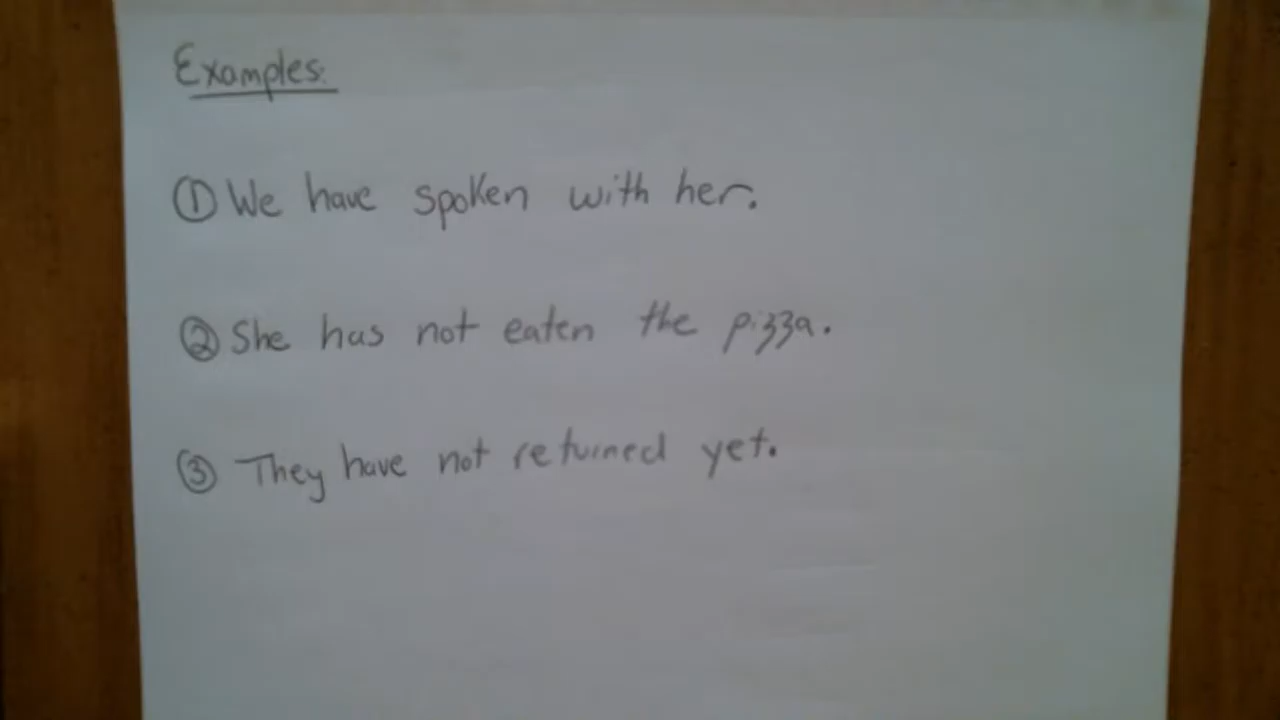 Examples:
① We have spoken with her.
② She has not eaten the pizza.
③ They have not returned yet.